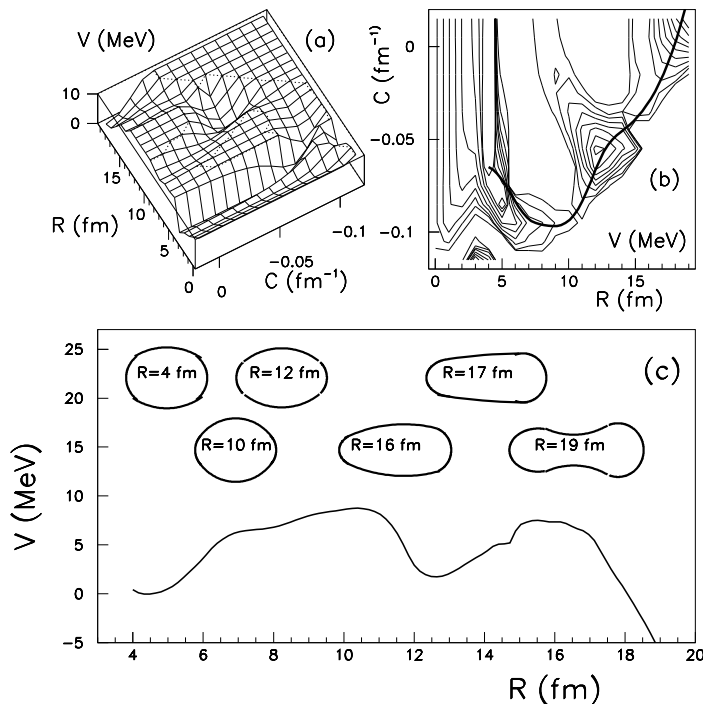 V (MeV)
(a)
10
0
15
10
5
0
R (fm)
0
−0.05
−0.1
C (fm⁻¹)
C (fm⁻¹)
0
−0.05
−0.1
(b)
V (MeV)
0
5
10
15
R (fm)
(c)
V (MeV)
25
20
15
10
5
0
−5
R=4 fm
R=12 fm
R=17 fm
R=10 fm
R=16 fm
R=19 fm
4
6
8
10
12
14
16
18
20
R (fm)